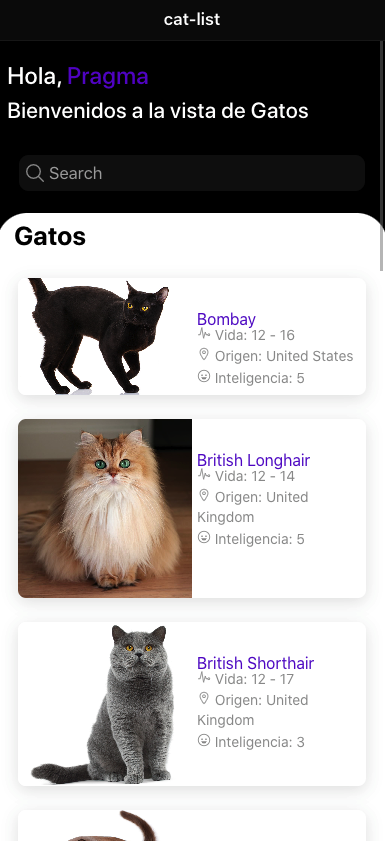 cat-list
Hola, Pragma
Bienvenidos a la vista de Gatos
Search
Gatos
Bombay
Vida: 12 - 16
Origen: United States
Inteligencia: 5
British Longhair
Vida: 12 - 14
Origen: United
Kingdom
Inteligencia: 5
British Shorthair
Vida: 12 - 17
Origen: United
Kingdom
Inteligencia: 3